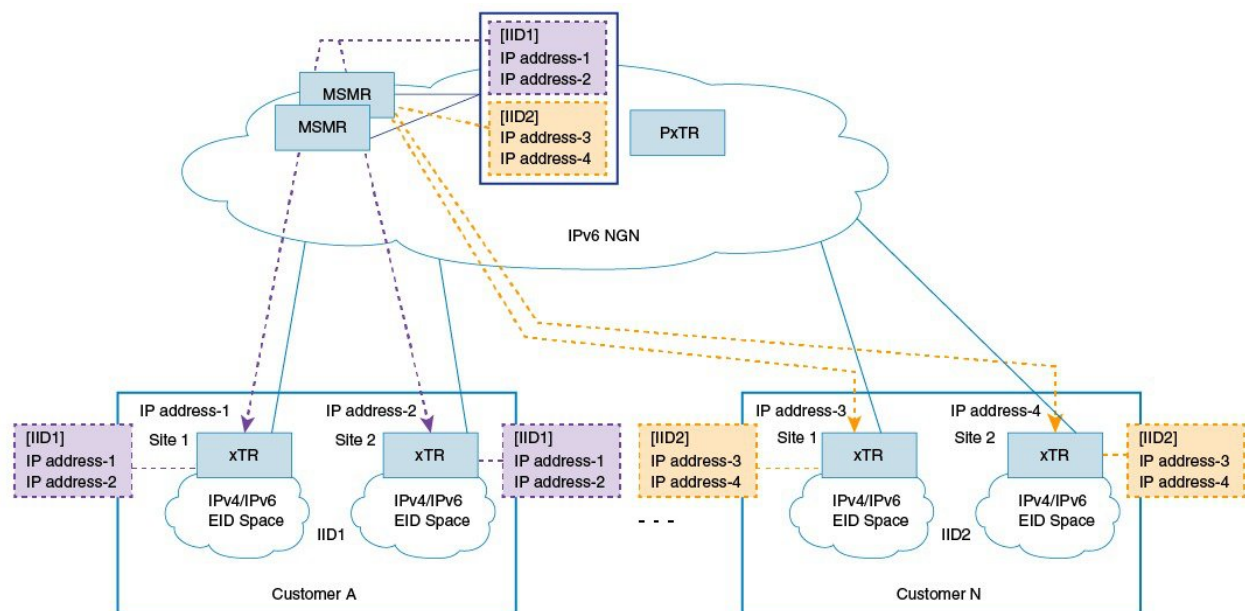 [IID1]
IP address-1
IP address-2
MSMR
MSMR
[IID2]
IP address-3
IP address-4
PxTR
IPv6 NGN
IP address-1
IP address-2
IP address-3
IP address-4
[IID1]
IP address-1
IP address-2
Site 1
xTR
Site 2
xTR
[IID1]
IP address-1
IP address-2
[IID2]
IP address-3
IP address-4
Site 1
xTR
Site 2
xTR
[IID2]
IP address-3
IP address-4
IPv4/IPv6
EID Space
IID1
IPv4/IPv6
EID Space
- - -
IPv4/IPv6
EID Space
IID2
IPv4/IPv6
EID Space
Customer A
Customer N